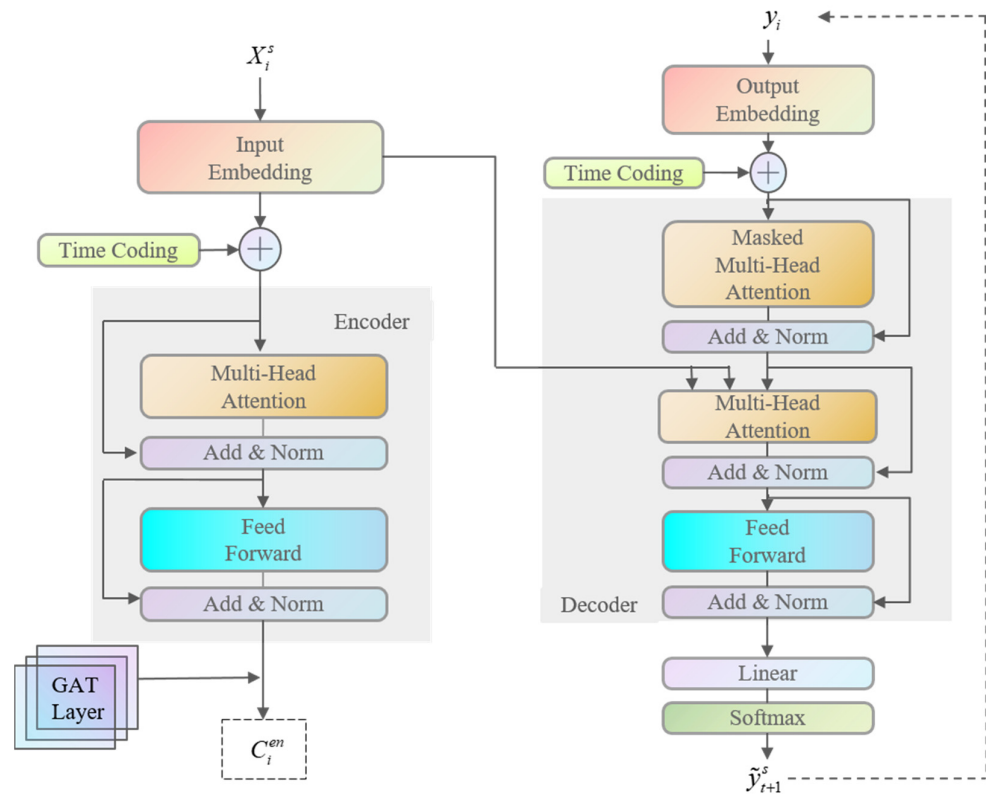 $X_i^s$
Input
Embedding
Time Coding
Encoder
Multi-Head
Attention
Add & Norm
Feed
Forward
Add & Norm
GAT
Layer
$C_i^{en}$
$y_i$
Output
Embedding
Time Coding
Masked
Multi-Head
Attention
Add & Norm
Multi-Head
Attention
Add & Norm
Feed
Forward
Add & Norm
Decoder
Linear
Softmax
$\tilde{y}_{t+1}^s$